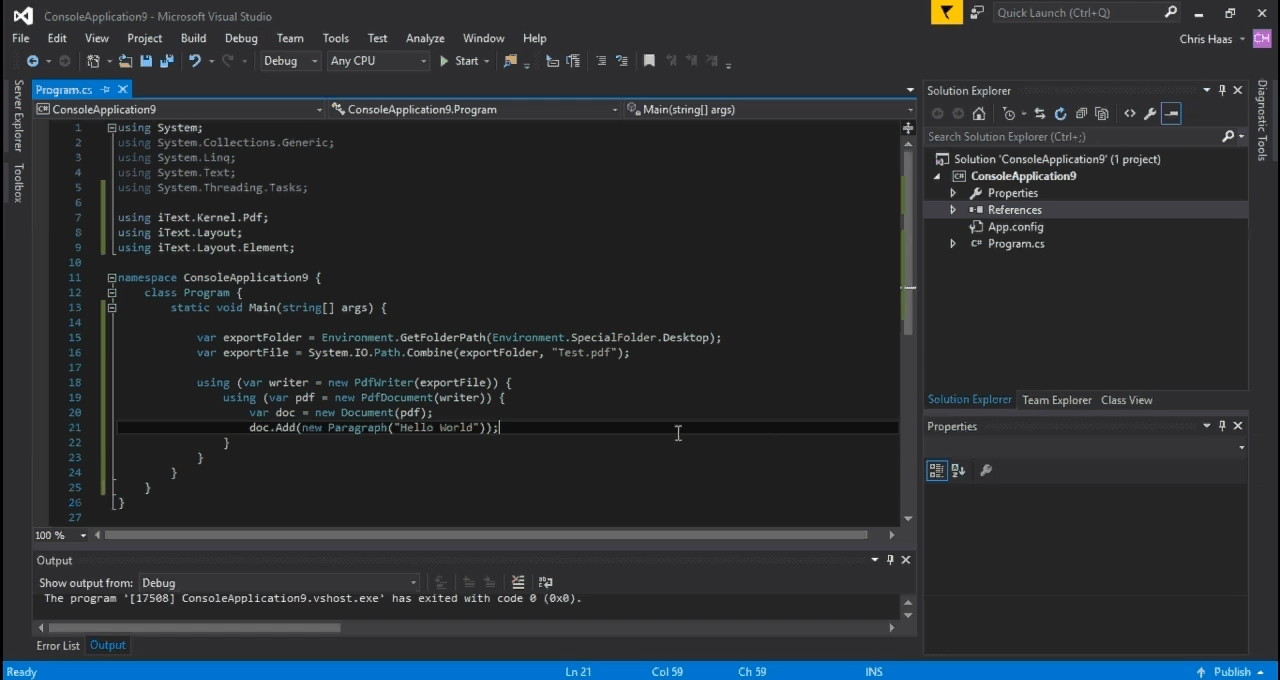 ConsoleApplication9 - Microsoft Visual Studio
Quick Launch (Ctrl+Q)
File Edit View Project Build Debug Team Tools Test Analyze Window Help
Chris Haas CH
Debug Any CPU Start
Server Explorer
Toolbox
Program.cs
ConsoleApplication9 ConsoleApplication9.Program Main(string[] args)
1 using System;
2 using System.Collections.Generic;
3 using System.Linq;
4 using System.Text;
5 using System.Threading.Tasks;
6
7 using iText.Kernel.Pdf;
8 using iText.Layout;
9 using iText.Layout.Element;
10
11 namespace ConsoleApplication9 {
12 class Program {
13 static void Main(string[] args) {
14
15 var exportFolder = Environment.GetFolderPath(Environment.SpecialFolder.Desktop);
16 var exportFile = System.IO.Path.Combine(exportFolder, "Test.pdf");
17
18 using (var writer = new PdfWriter(exportFile)) {
19 using (var pdf = new PdfDocument(writer)) {
20 var doc = new Document(pdf);
21 doc.Add(new Paragraph("Hello World"));
22 }
23 }
24 }
25 }
26 }
27
100 %
Output
Show output from: Debug
The program '[17508] ConsoleApplication9.vshost.exe' has exited with code 0 (0x0).
Error List Output
Solution Explorer
Search Solution Explorer (Ctrl+;)
Solution 'ConsoleApplication9' (1 project)
C# ConsoleApplication9
Properties
References
App.config
C# Program.cs
Solution Explorer Team Explorer Class View
Properties
Diagnostic Tools
Ready Ln 21 Col 59 Ch 59 INS Publish